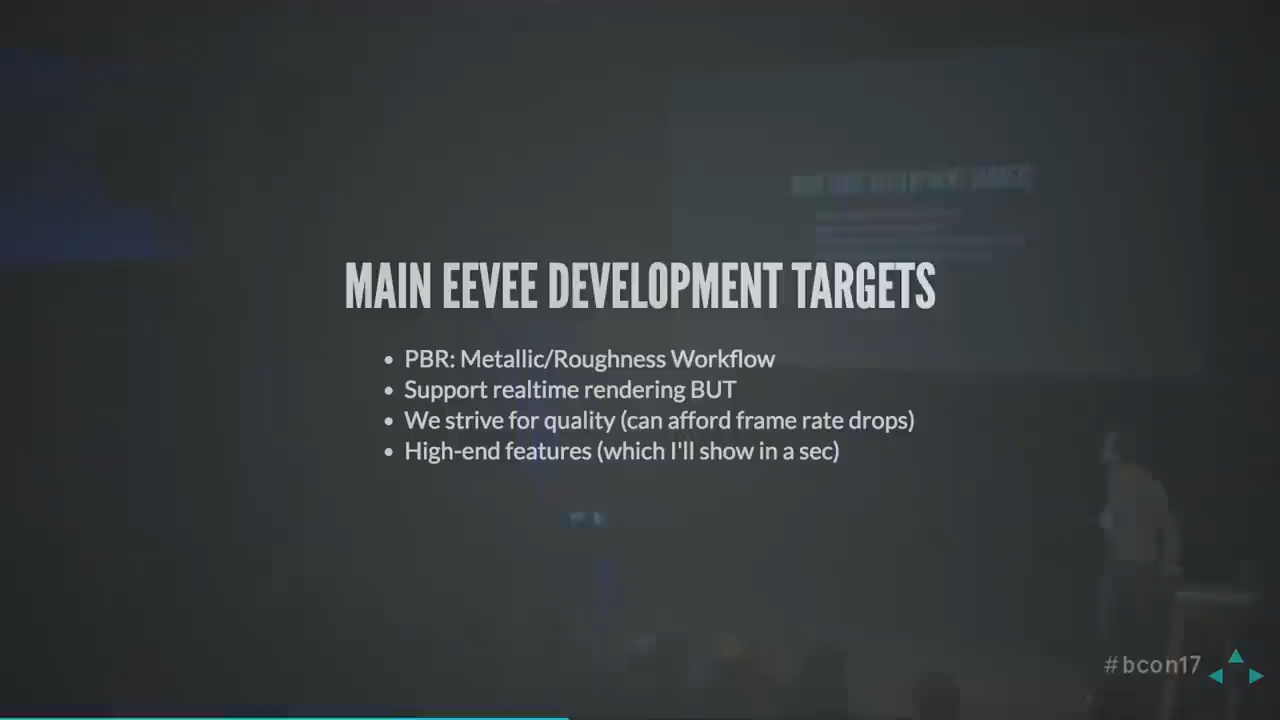 MAIN EEVEE DEVELOPMENT TARGETS
• PBR: Metallic/Roughness Workflow
• Support realtime rendering BUT
• We strive for quality (can afford frame rate drops)
• High-end features (which I'll show in a sec)
#bcon17